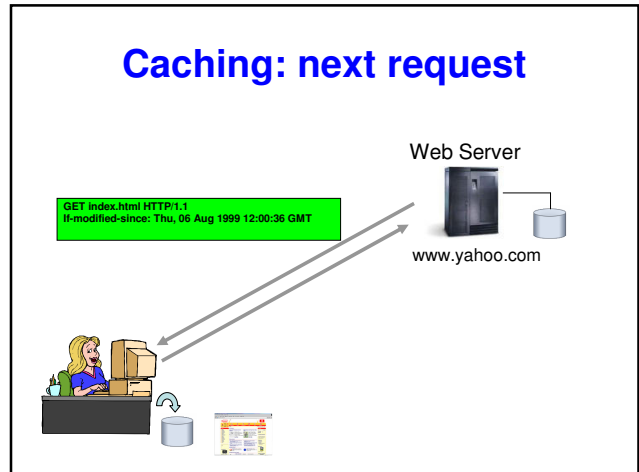 Caching: next request
Web Server
GET index.html HTTP/1.1
If-modified-since: Thu, 06 Aug 1999 12:00:36 GMT
www.yahoo.com